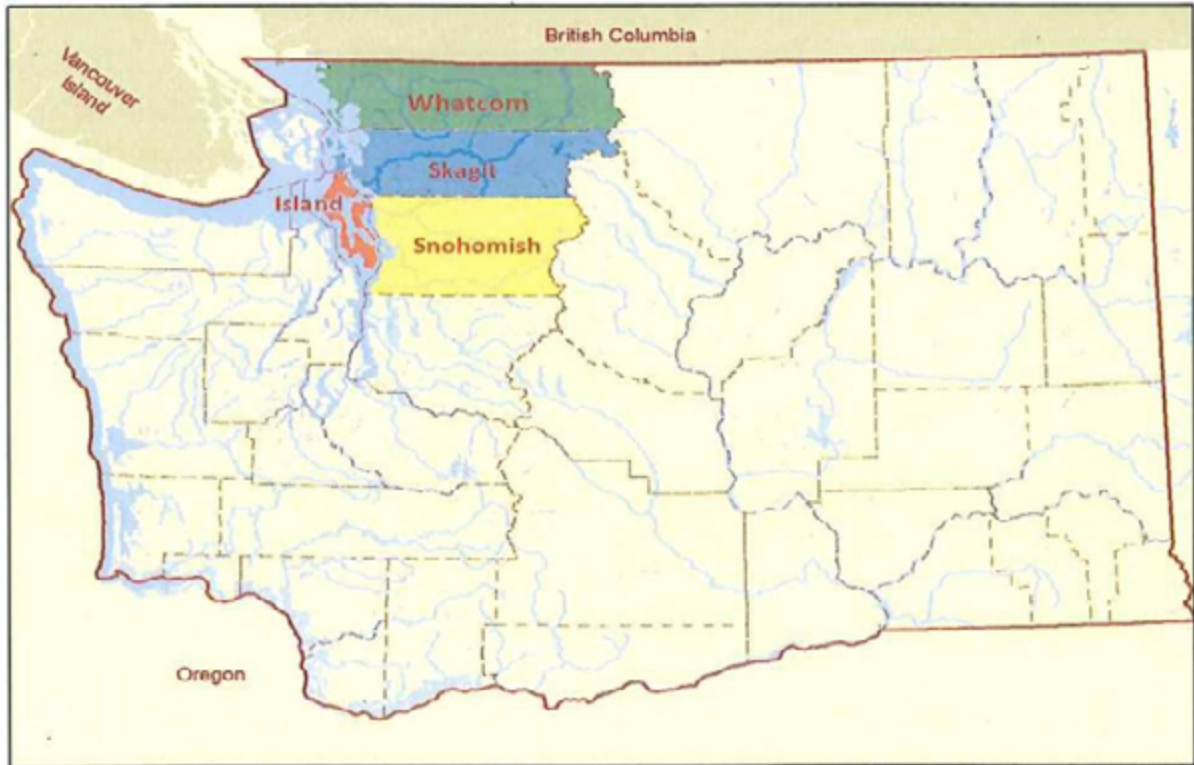 British Columbia
Vancouver
Island
Whatcom
Skagit
Island
Snohomish
Oregon